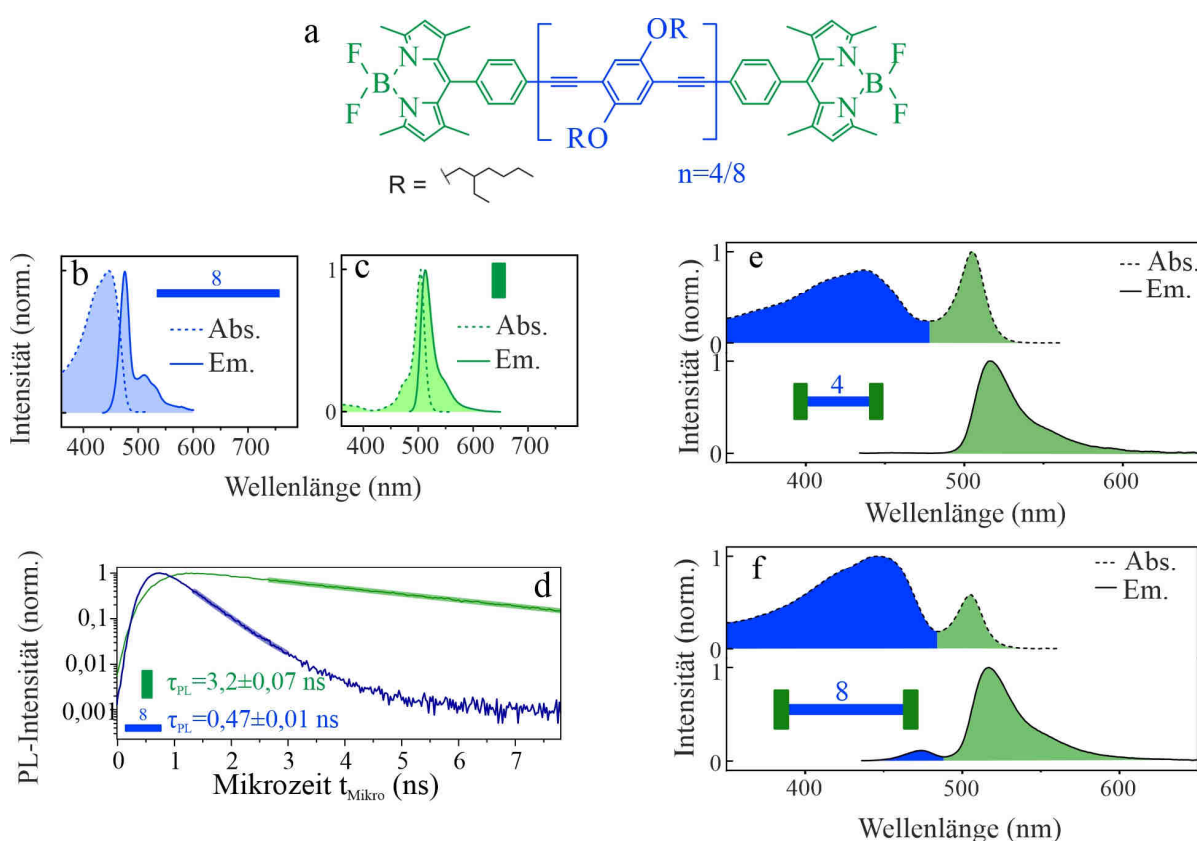 a
OR
F
F
B
N
N
RO
N
N
B
F
F
R =
n=4/8
b
8
Abs.
Em.
Intensität (norm.)
400 500 600 700
c
1
0
Abs.
Em.
400 500 600 700
Wellenlänge (nm)
d
PL-Intensität (norm.)
1
0,1
0,01
0,001
τPL=3,2±0,07 ns
8 τPL=0,47±0,01 ns
0 1 2 3 4 5 6 7
Mikrozeit tMikro (ns)
e
Abs.
Em.
Intensität (norm.)
1
0
1
0
4
400 500 600
Wellenlänge (nm)
f
Abs.
Em.
Intensität (norm.)
1
0
1
0
8
400 500 600
Wellenlänge (nm)